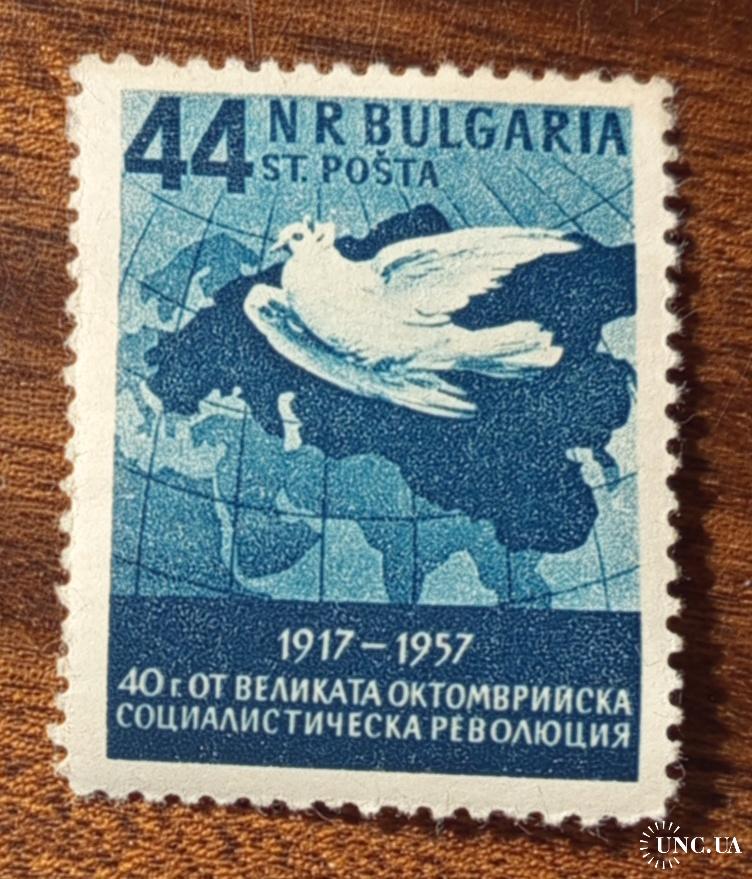 44 N R BULGARIA
ST. POŠTA
1917 – 1957
40 г. ОТ ВЕЛИКАТА ОКТОМВРИЙСКА
СОЦИАЛИСТИЧЕСКА РЕВОЛЮЦИЯ
UNC.UA